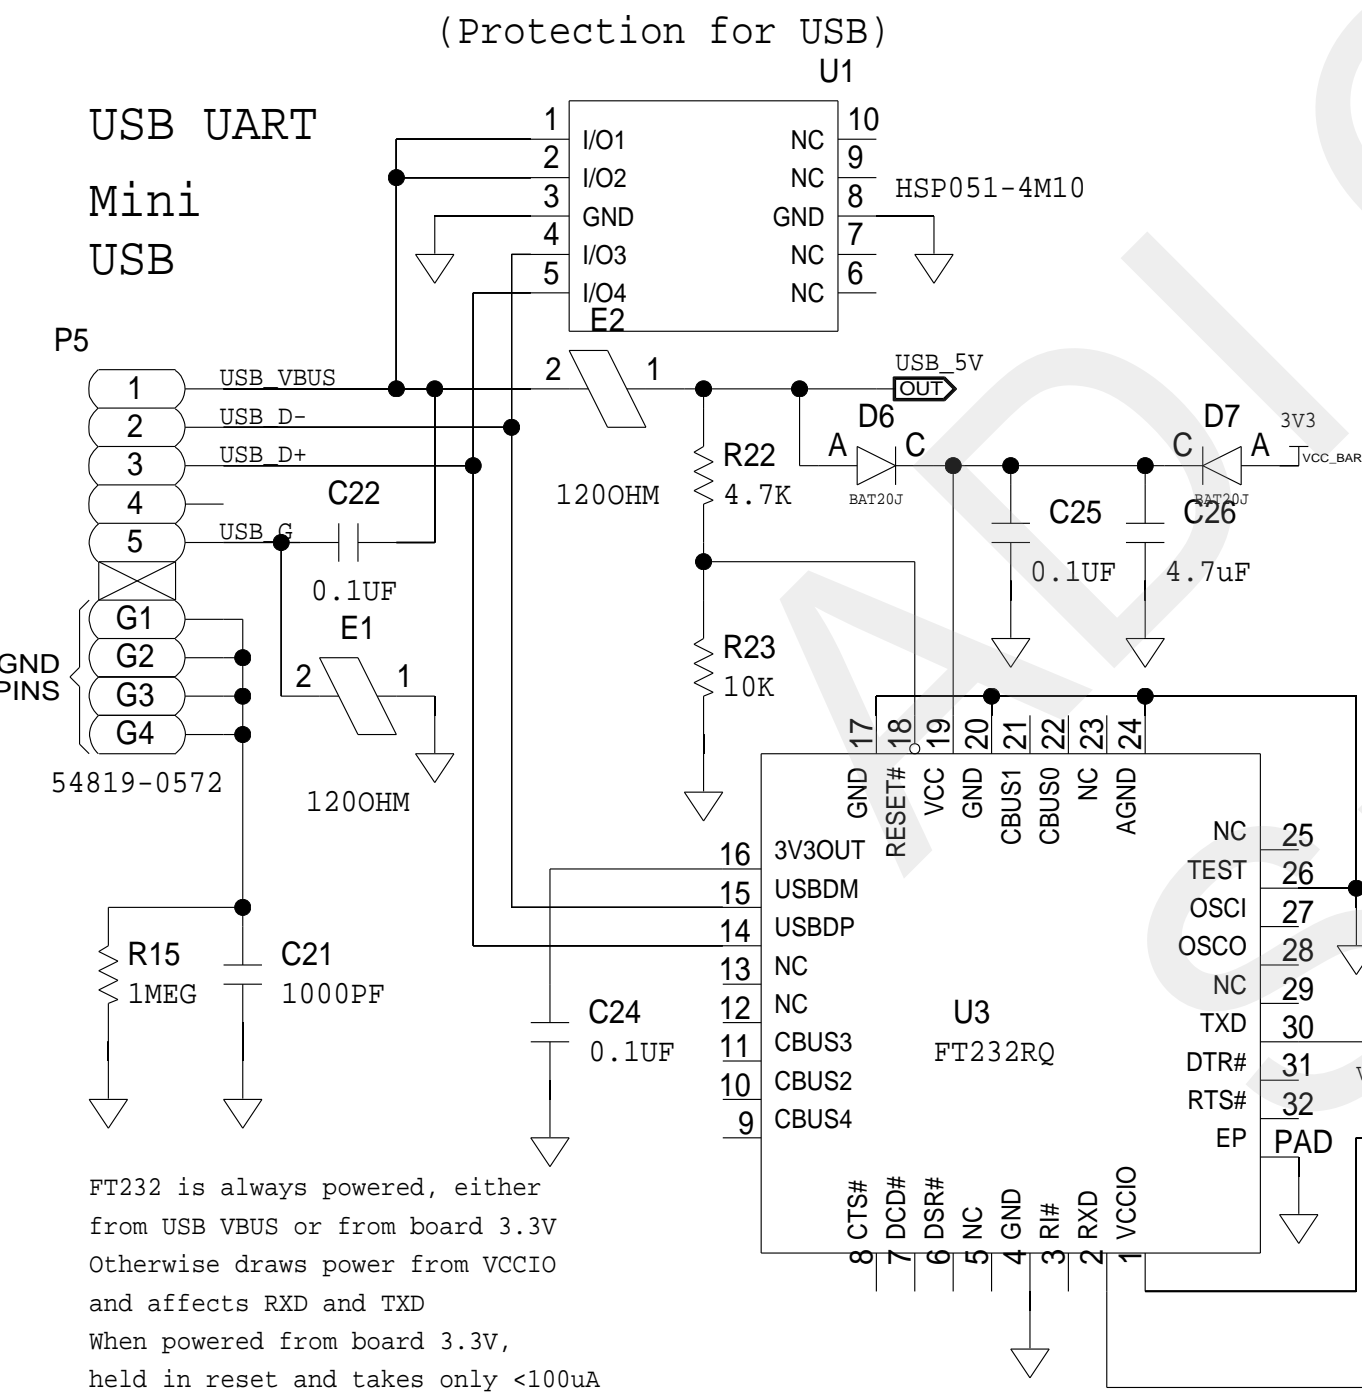 (Protection for USB)
U1
USB UART
Mini
USB
1 I/O1
2 I/O2
3 GND
4 I/O3
5 I/O4
NC 10
NC 9
GND 8
NC 7
NC 6
HSP051-4M10
P5
1 USB_VBUS
2 USB_D-
3 USB_D+
4
5 USB_G
G1
G2
G3
G4
GND
PINS
54819-0572
C22
0.1UF
E1
2 1
120OHM
E2
2 1
120OHM
USB_5V
OUT
R22
4.7K
R23
10K
D6
A C
BAT20J
D7
C A
BAT20J
3V3
VCC_BAR
C25
0.1UF
C26
4.7uF
R15
1MEG
C21
1000PF
C24
0.1UF
17 GND
18 RESET#
19 VCC
20 GND
21 CBUS1
22 CBUS0
23 NC
24 AGND
16 3V3OUT
15 USBDM
14 USBDP
13 NC
12 NC
11 CBUS3
10 CBUS2
9 CBUS4
U3
FT232RQ
NC 25
TEST 26
OSCI 27
OSCO 28
NC 29
TXD 30
DTR# 31
RTS# 32
EP PAD
8 CTS#
7 DCD#
6 DSR#
5 NC
4 GND
3 RI#
2 RXD
1 VCCIO
FT232 is always powered, either
from USB VBUS or from board 3.3V
Otherwise draws power from VCCIO
and affects RXD and TXD
When powered from board 3.3V,
held in reset and takes only <100uA